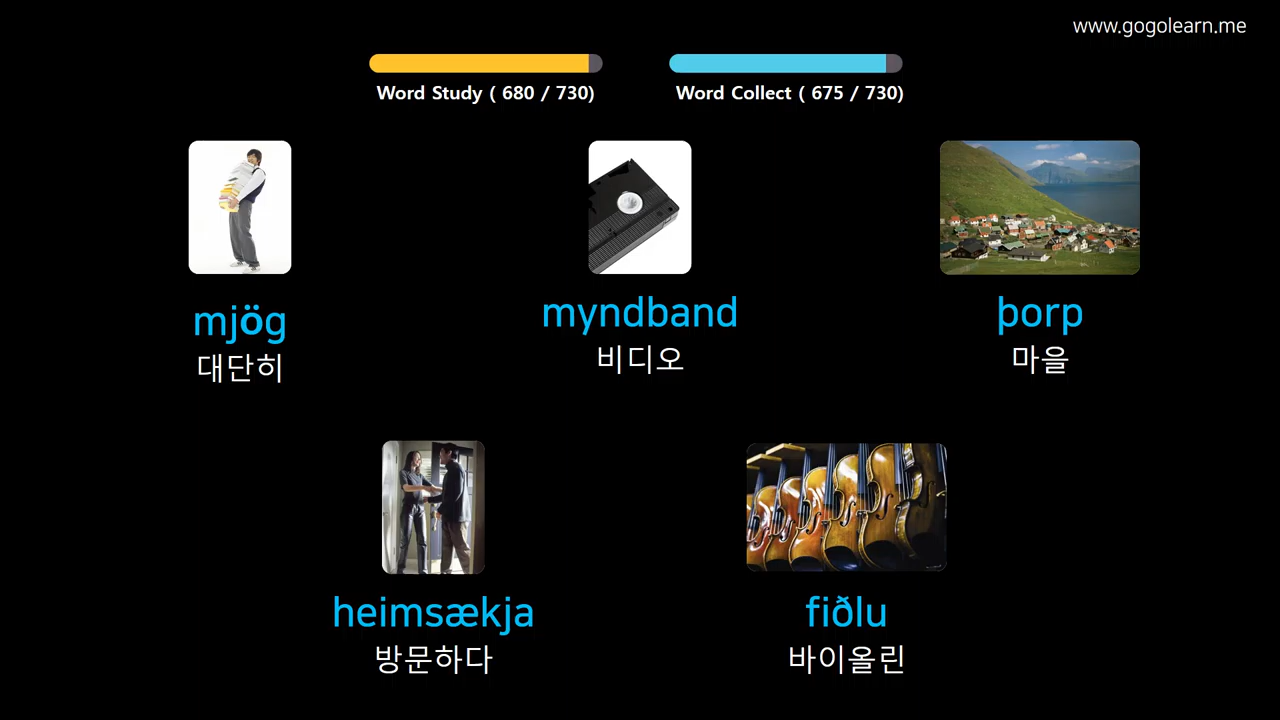 www.gogolearn.me
Word Study ( 680 / 730)
Word Collect ( 675 / 730)
mjög
대단히
myndband
비디오
þorp
마을
heimsækja
방문하다
fiðlu
바이올린